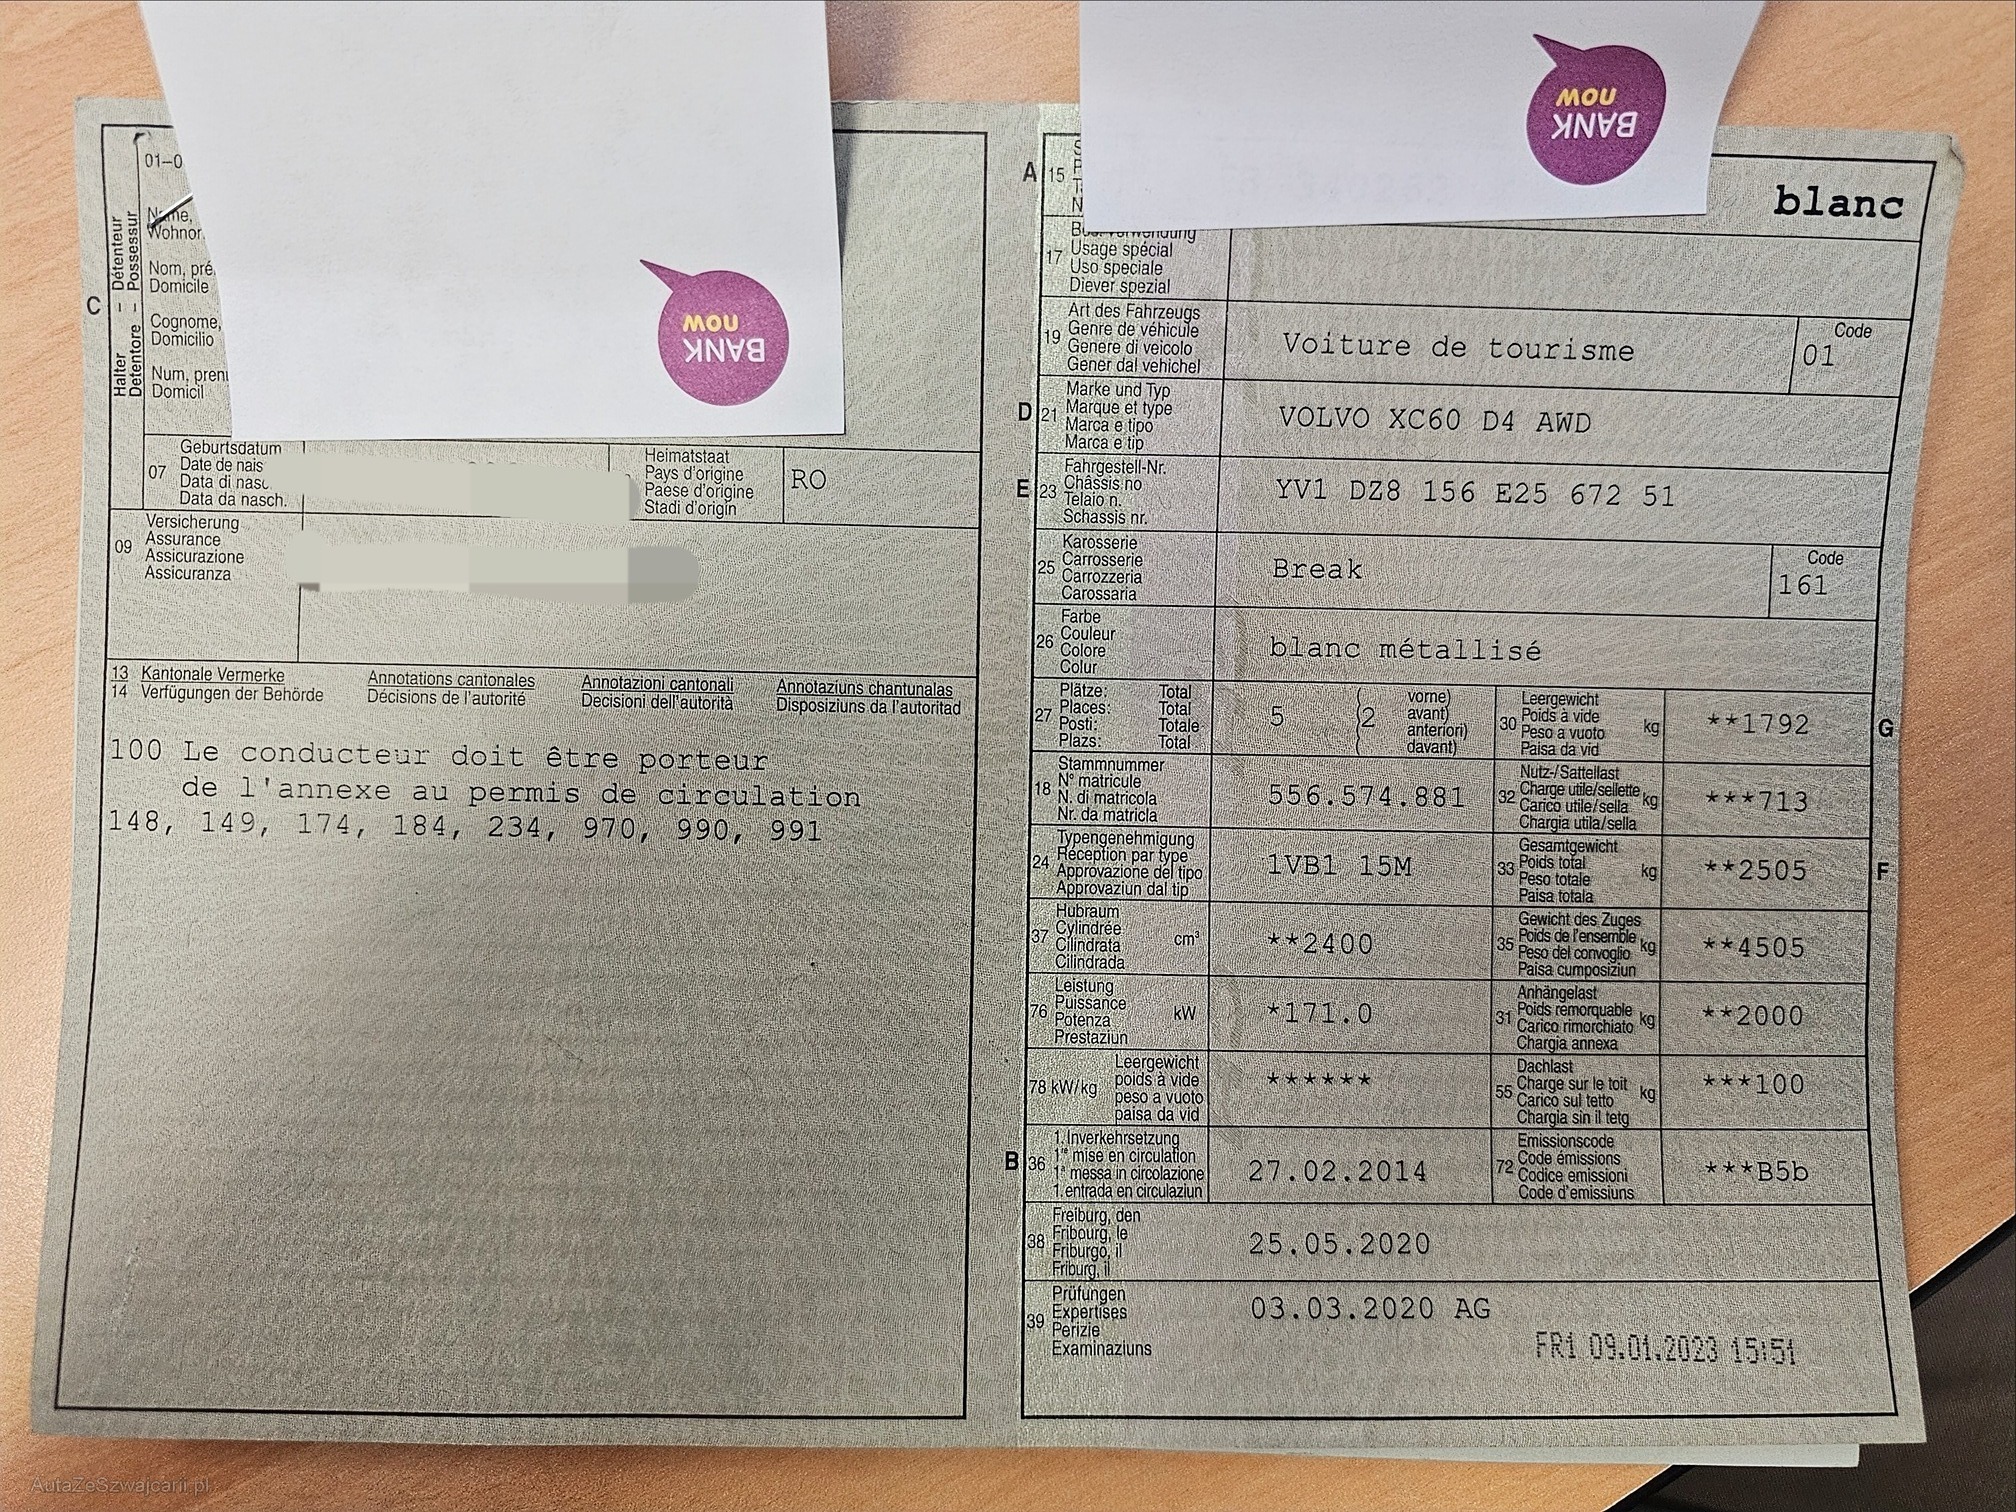 BANK
now
BANK
now
C
Halter – Détenteur
Detentore – Possessur
01–0
Name,
Wohnor
Nom, pré
Domicile
Cognome,
Domicilio
Num, pren
Domicil
07
Geburtsdatum
Date de nais
Data di nasc
Data da nasch.
Heimatstaat
Pays d'origine
Paese d'origine
Stadi d'origin
RO
09
Versicherung
Assurance
Assicurazione
Assicuranza
13 Kantonale Vermerke Annotations cantonales Annotazioni cantonali Annotaziuns chantunalas
14 Verfügungen der Behörde Décisions de l'autorité Decisioni dell'autorità Disposiziuns da l'autoritad
100 Le conducteur doit être porteur
de l'annexe au permis de circulation
148, 149, 174, 184, 234, 970, 990, 991
A 15
blanc
17
Usage spécial
Uso speciale
Diever spezial
19
Art des Fahrzeugs
Genre de véhicule
Genere di veicolo
Gener dal vehichel
Voiture de tourisme
Code
01
D 21
Marke und Typ
Marque et type
Marca e tipo
Marca e tip
VOLVO XC60 D4 AWD
E 23
Fahrgestell-Nr.
Châssis no
Telaio n.
Schassis nr.
YV1 DZ8 156 E25 672 51
25
Karosserie
Carrosserie
Carrozzeria
Carossaria
Break
Code
161
26
Farbe
Couleur
Colore
Colur
blanc métallisé
27
Plätze: Total
Places: Total
Posti: Totale
Plazs: Total
5 (2
vorne)
avant)
anteriori)
davant)
30
Leergewicht
Poids à vide kg
Peso a vuoto
Paisa da vid
**1792
G
18
Stammnummer
N° matricule
N. di matricola
Nr. da matricla
556.574.881
32
Nutz-/Sattellast
Charge utile/sellette kg
Carico utile/sella
Chargia utila/sella
***713
24
Typengenehmigung
Réception par type
Approvazione del tipo
Approvaziun dal tip
1VB1 15M
33
Gesamtgewicht
Poids total kg
Peso totale
Paisa totala
**2505
F
37
Hubraum
Cylindrée cm³
Cilindrata
Cilindrada
**2400
35
Gewicht des Zuges
Poids de l'ensemble kg
Peso del convoglio
Paisa cumposiziun
**4505
76
Leistung
Puissance kW
Potenza
Prestaziun
*171.0
31
Anhängelast
Poids remorquable kg
Carico rimorchiato
Chargia annexa
**2000
78 kW/kg
Leergewicht
poids à vide
peso a vuoto
paisa da vid
******
55
Dachlast
Charge sur le toit kg
Carico sul tetto
Chargia sin il tetg
***100
B 36
1.Inverkehrsetzung
1re mise en circulation
1a messa in circolazione
1. entrada en circulaziun
27.02.2014
72
Emissionscode
Code émissions
Codice emissioni
Code d'emissiuns
***B5b
38
Freiburg, den
Fribourg, le
Friburgo, il
Friburg, il
25.05.2020
39
Prüfungen
Expertises
Perizie
Examinaziuns
03.03.2020 AG
FR1 09.01.2023 15:51
AutaZeSzwajcarii.pl